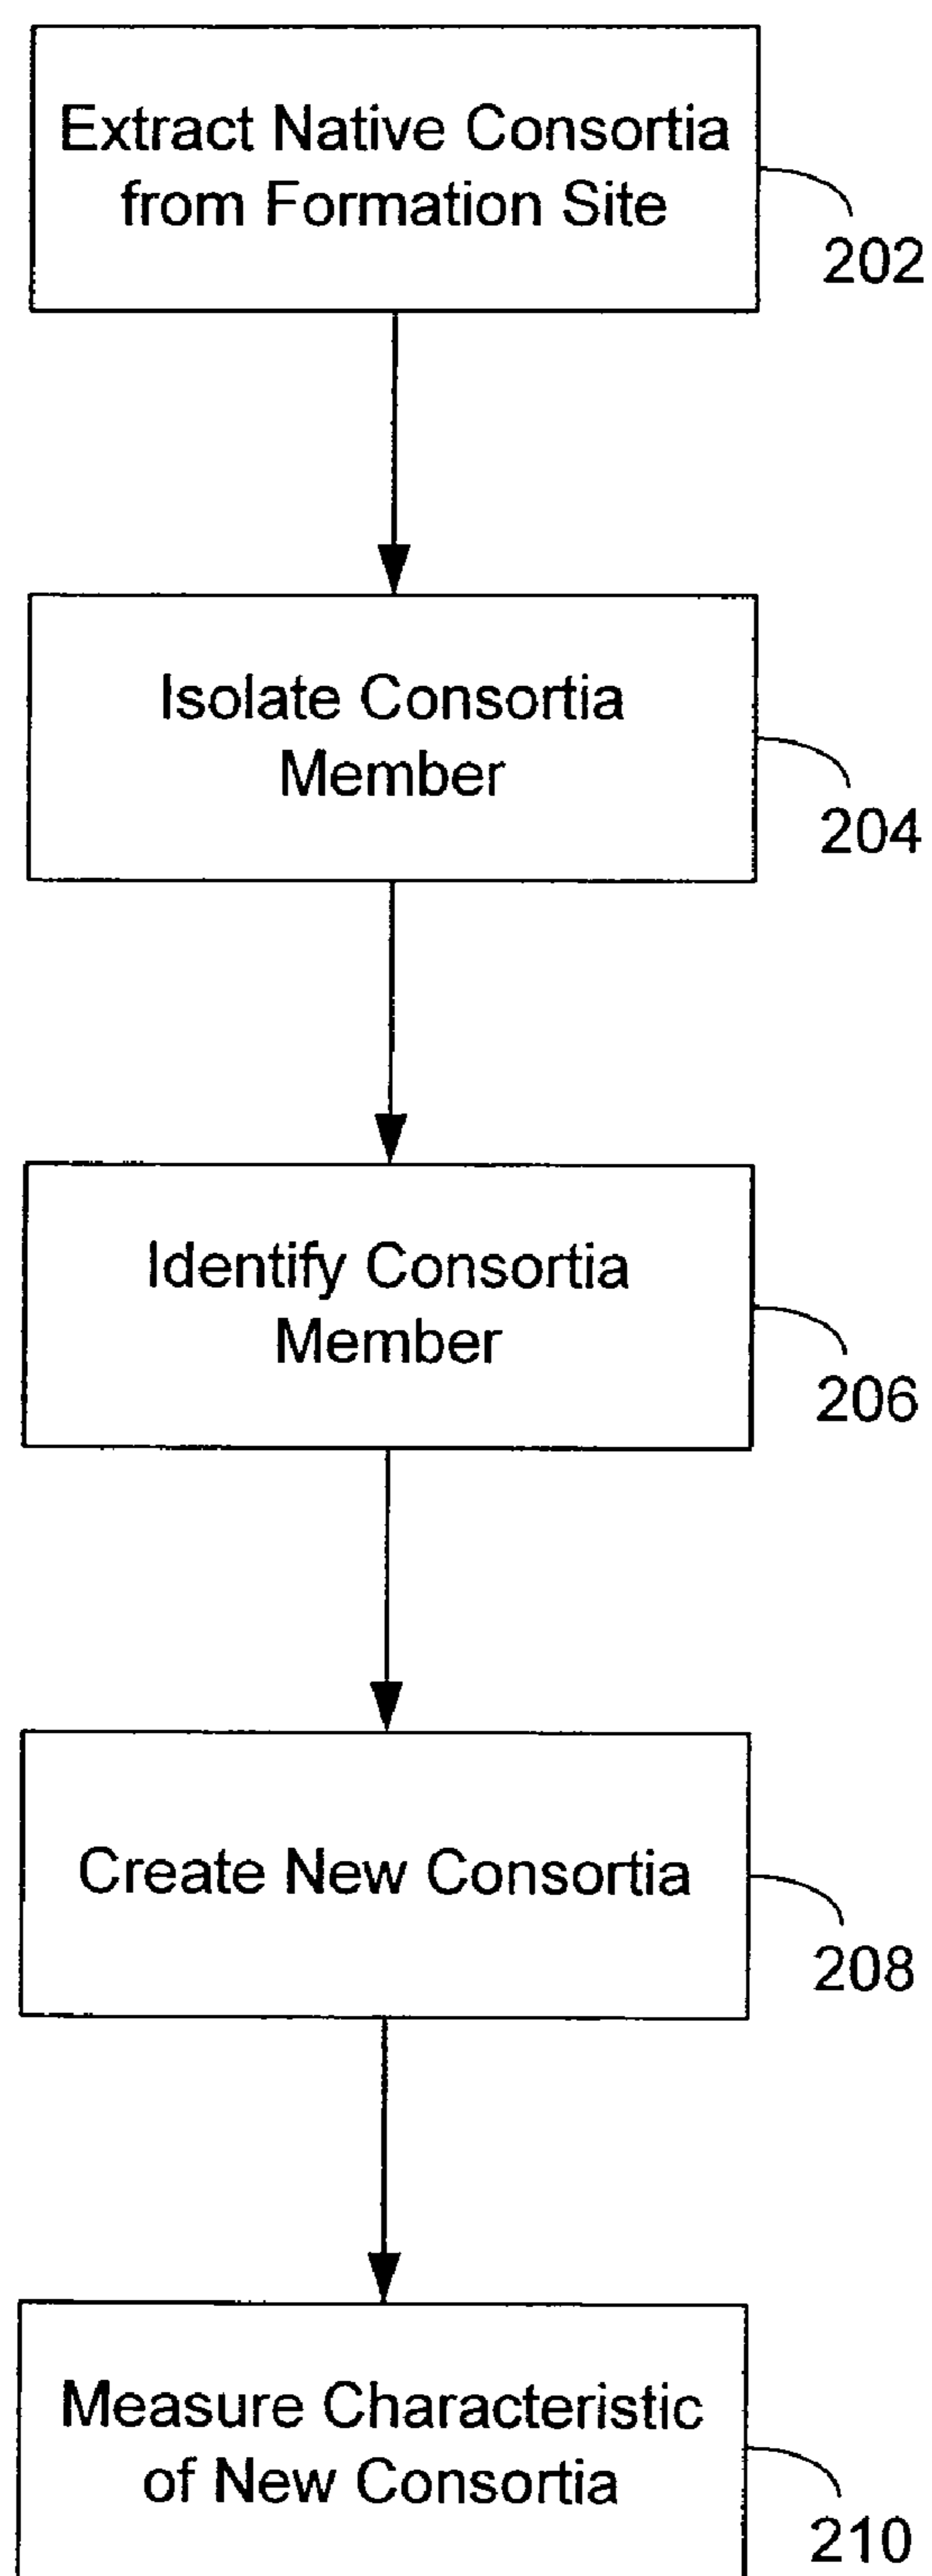 Extract Native Consortia
from Formation Site
202
Isolate Consortia
Member
204
Identify Consortia
Member
206
Create New Consortia
208
Measure Characteristic
of New Consortia
210